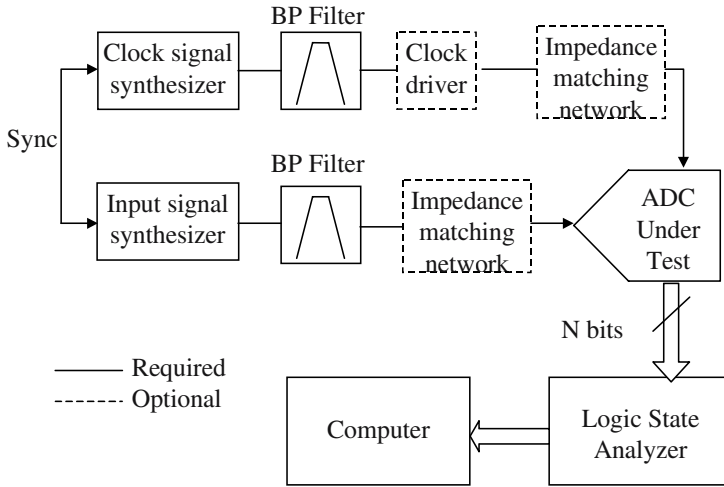 BP Filter
Clock signal
synthesizer
Clock
driver
Impedance
matching
network
Sync
BP Filter
Input signal
synthesizer
Impedance
matching
network
ADC
Under
Test
N bits
Required
Optional
Computer
Logic State
Analyzer